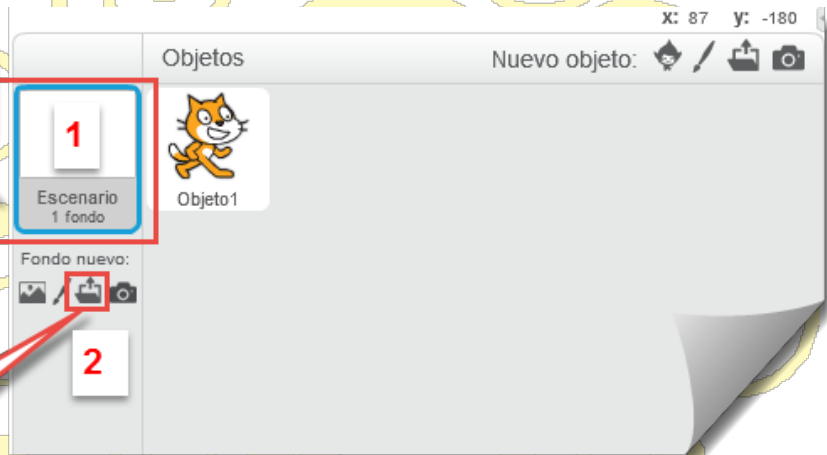 x: 87 y: -180
Objetos
Nuevo objeto:
1
Escenario
1 fondo
Objeto1
Fondo nuevo:
2